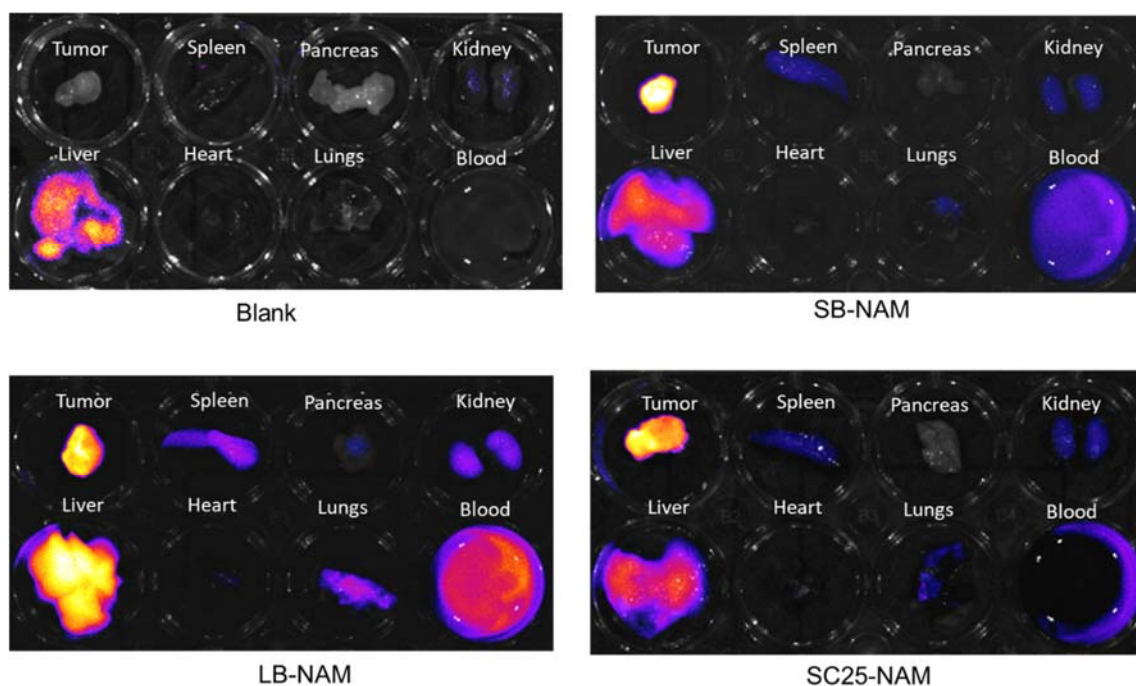 Tumor Spleen Pancreas Kidney
Liver Heart Lungs Blood
Blank
Tumor Spleen Pancreas Kidney
Liver Heart Lungs Blood
SB-NAM
Tumor Spleen Pancreas Kidney
Liver Heart Lungs Blood
LB-NAM
Tumor Spleen Pancreas Kidney
Liver Heart Lungs Blood
SC25-NAM